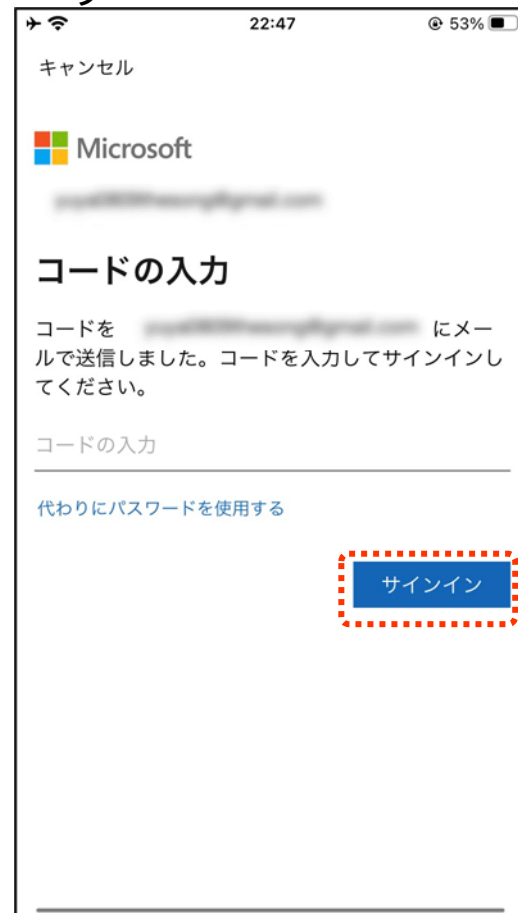 22:47
53%
キャンセル
Microsoft
コードの入力
コードを にメー
ルで送信しました。コードを入力してサインインし
てください。
コードの入力
代わりにパスワードを使用する
サインイン